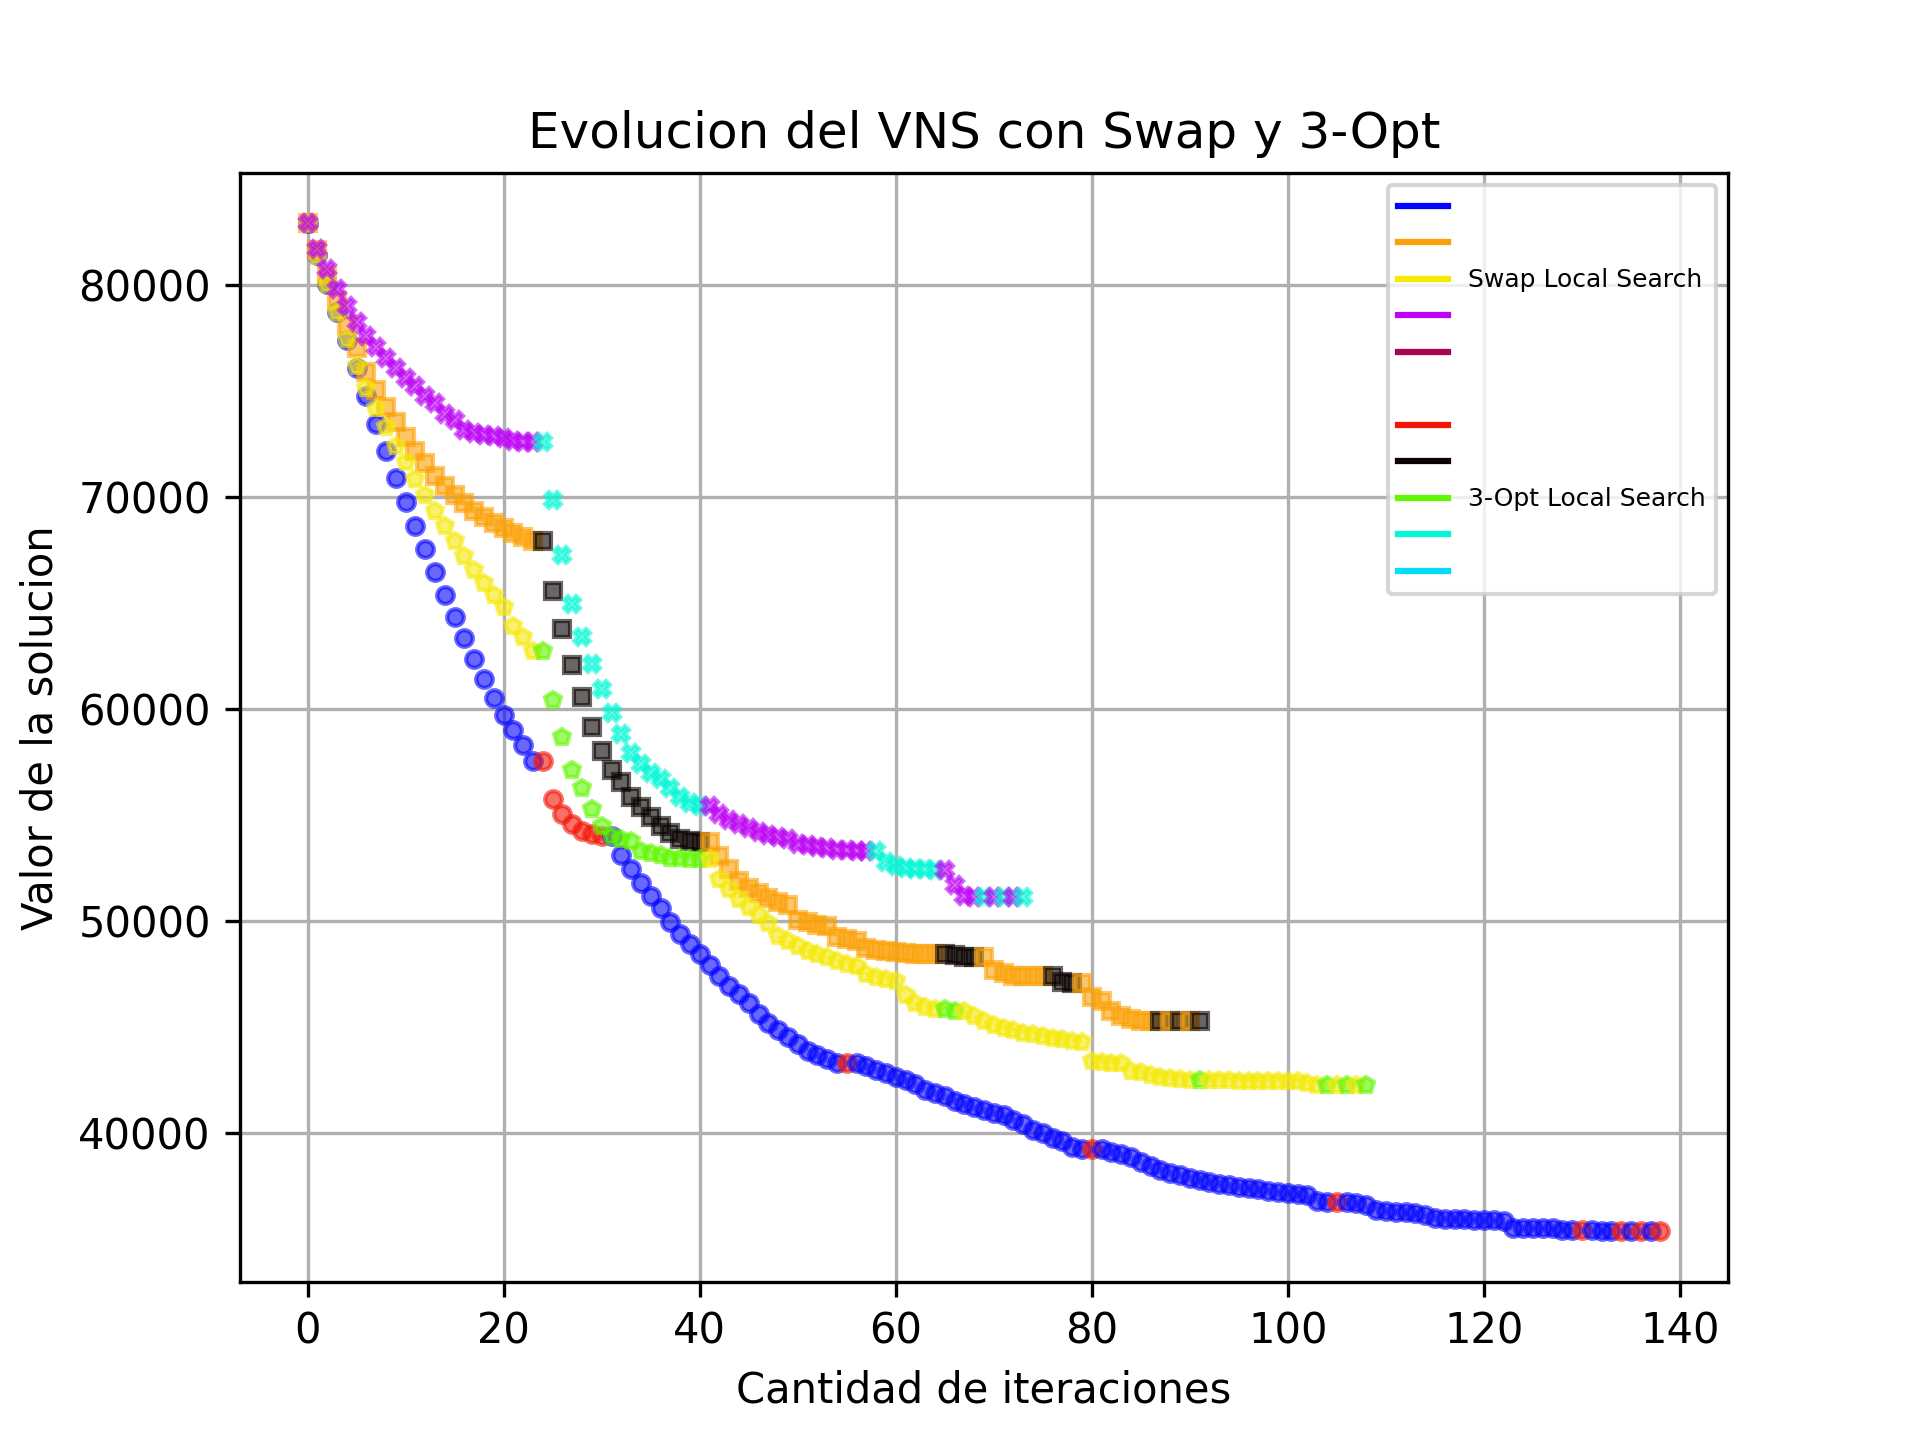 Evolucion del VNS con Swap y 3-Opt
Swap Local Search
3-Opt Local Search
Valor de la solucion
80000
70000
60000
50000
40000
0 20 40 60 80 100 120 140
Cantidad de iteraciones